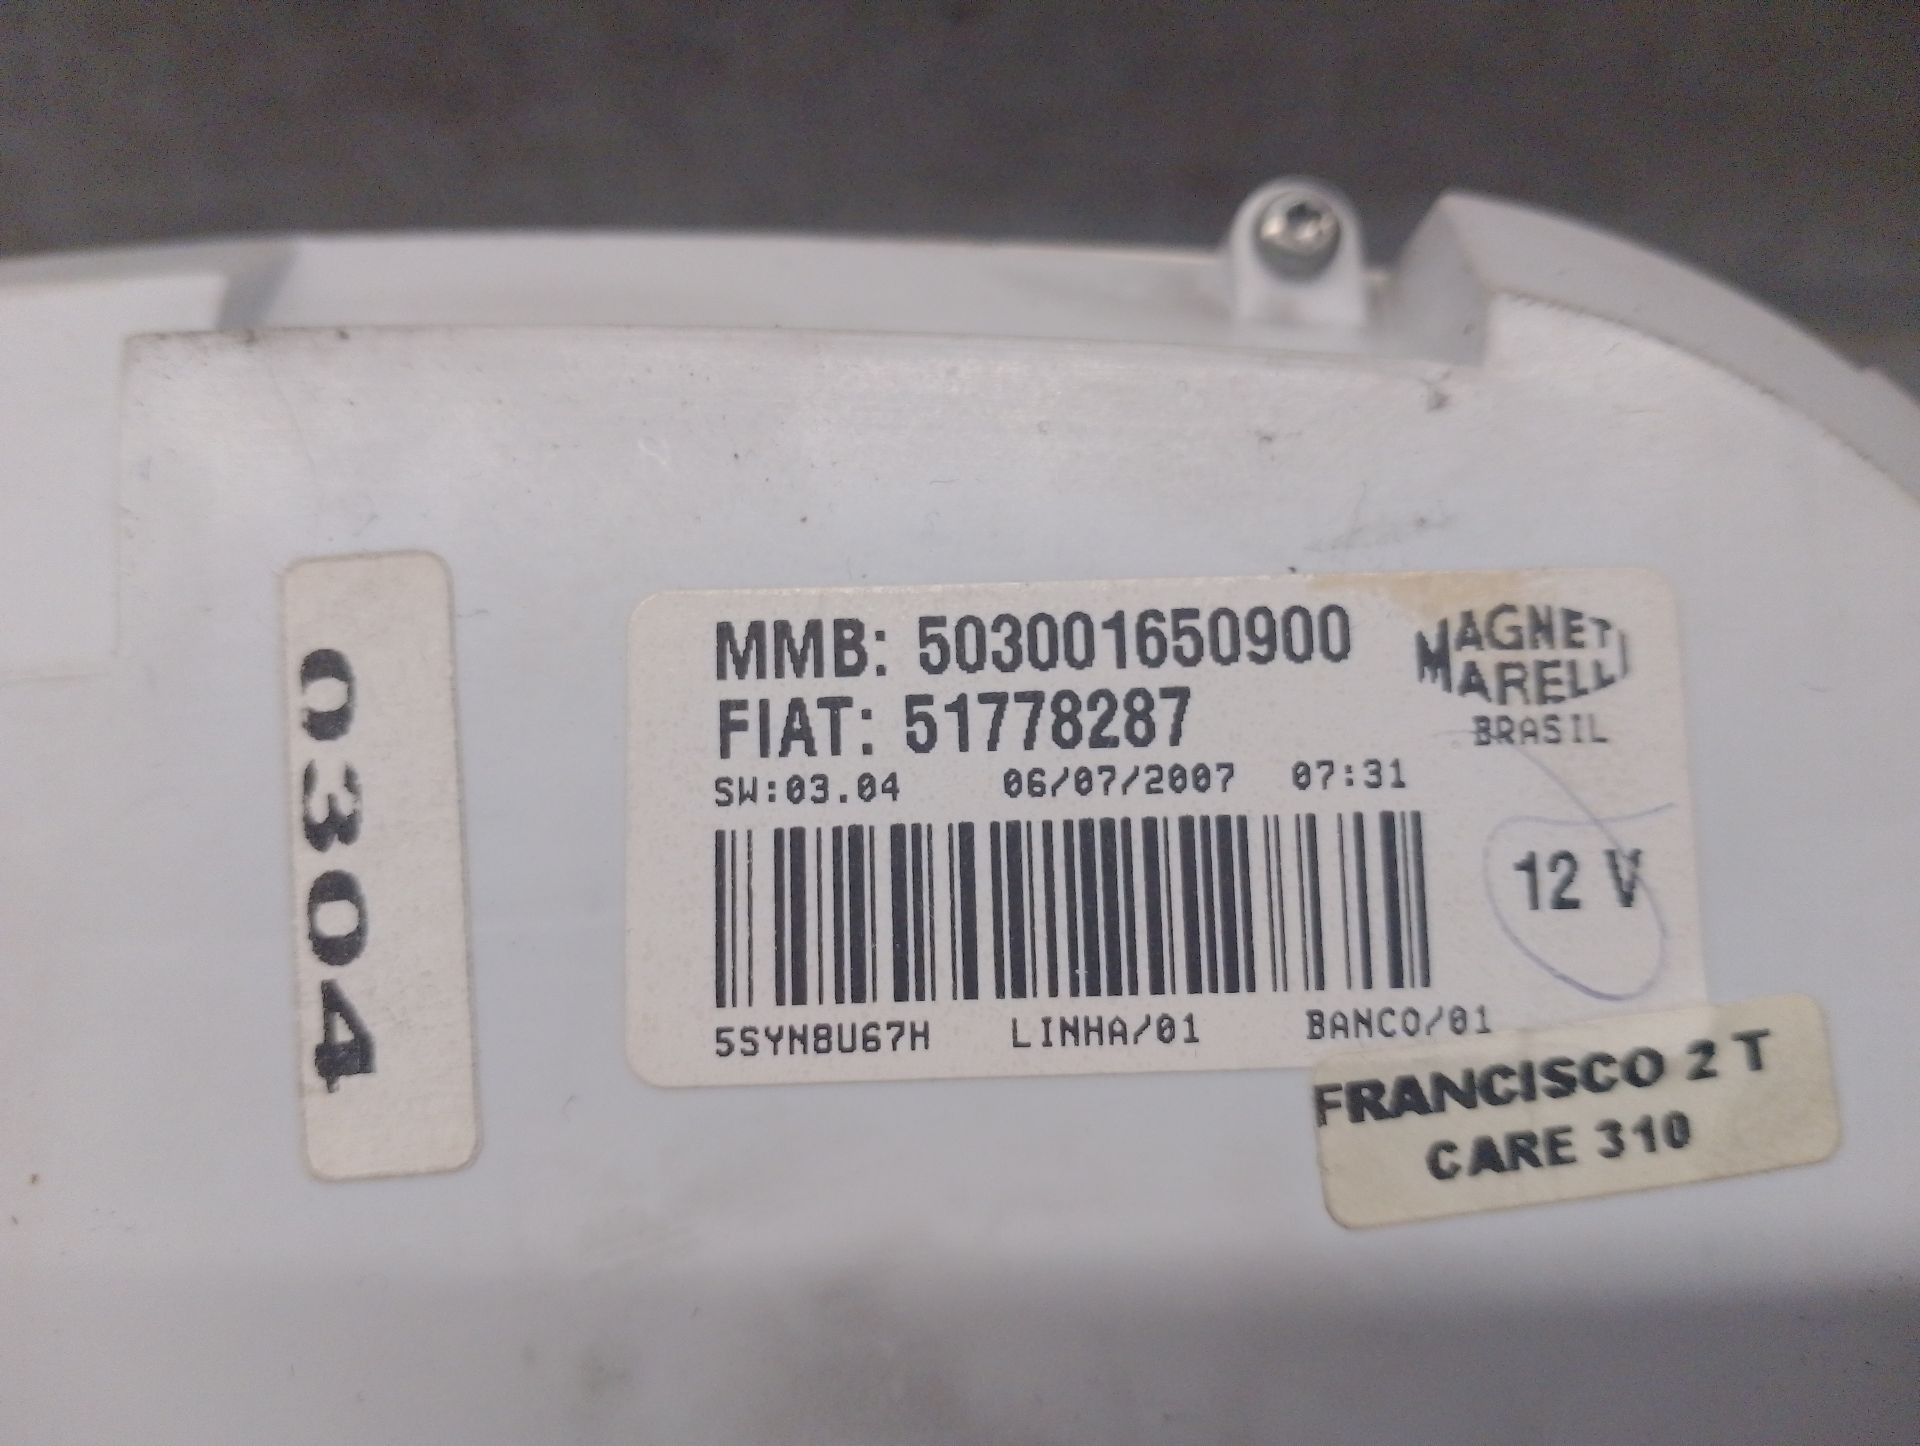 0304
MMB: 503001650900
FIAT: 51778287
MAGNETI
MARELLI
BRASIL
SW:03.04 06/07/2007 07:31
12 V
5SYN8U67H LINHA/01 BANCO/01
FRANCISCO 2 T
CARE 310